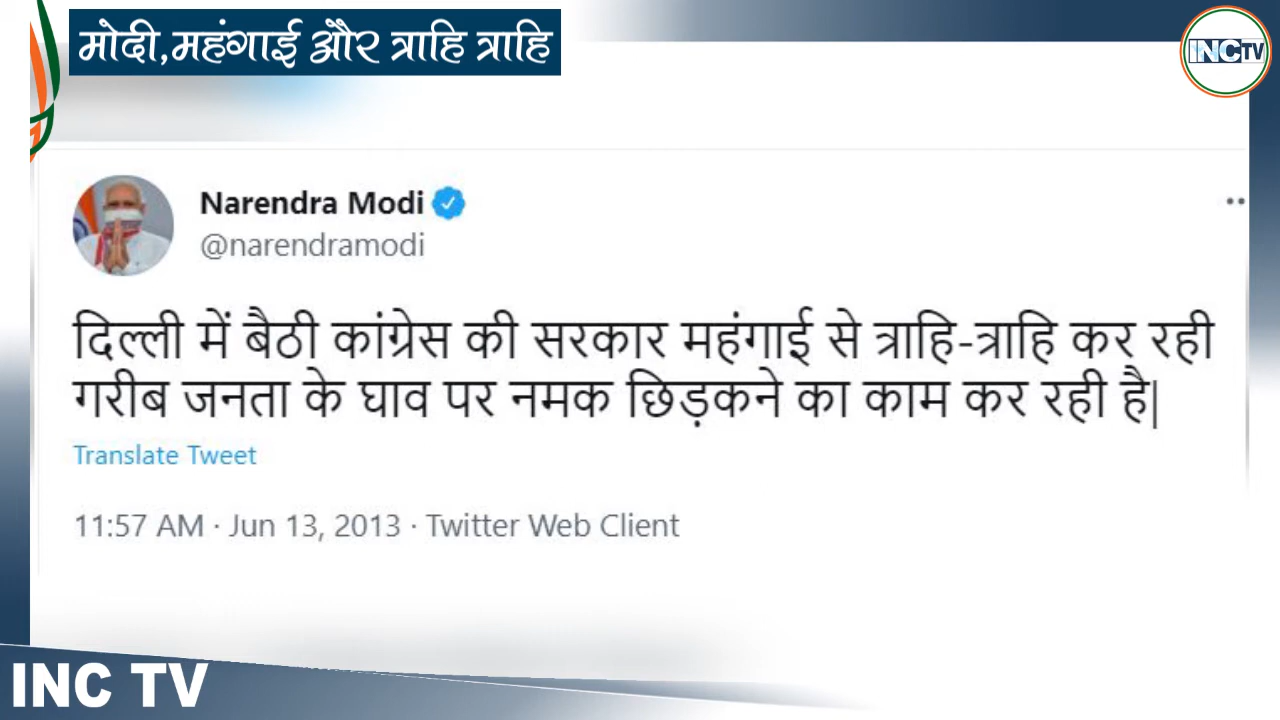 मोदी,महंगाई और त्राहि त्राहि
INCTV
Narendra Modi
@narendramodi
दिल्ली में बैठी कांग्रेस की सरकार महंगाई से त्राहि-त्राहि कर रही
गरीब जनता के घाव पर नमक छिड़कने का काम कर रही है|
Translate Tweet
11:57 AM · Jun 13, 2013 · Twitter Web Client
INC TV